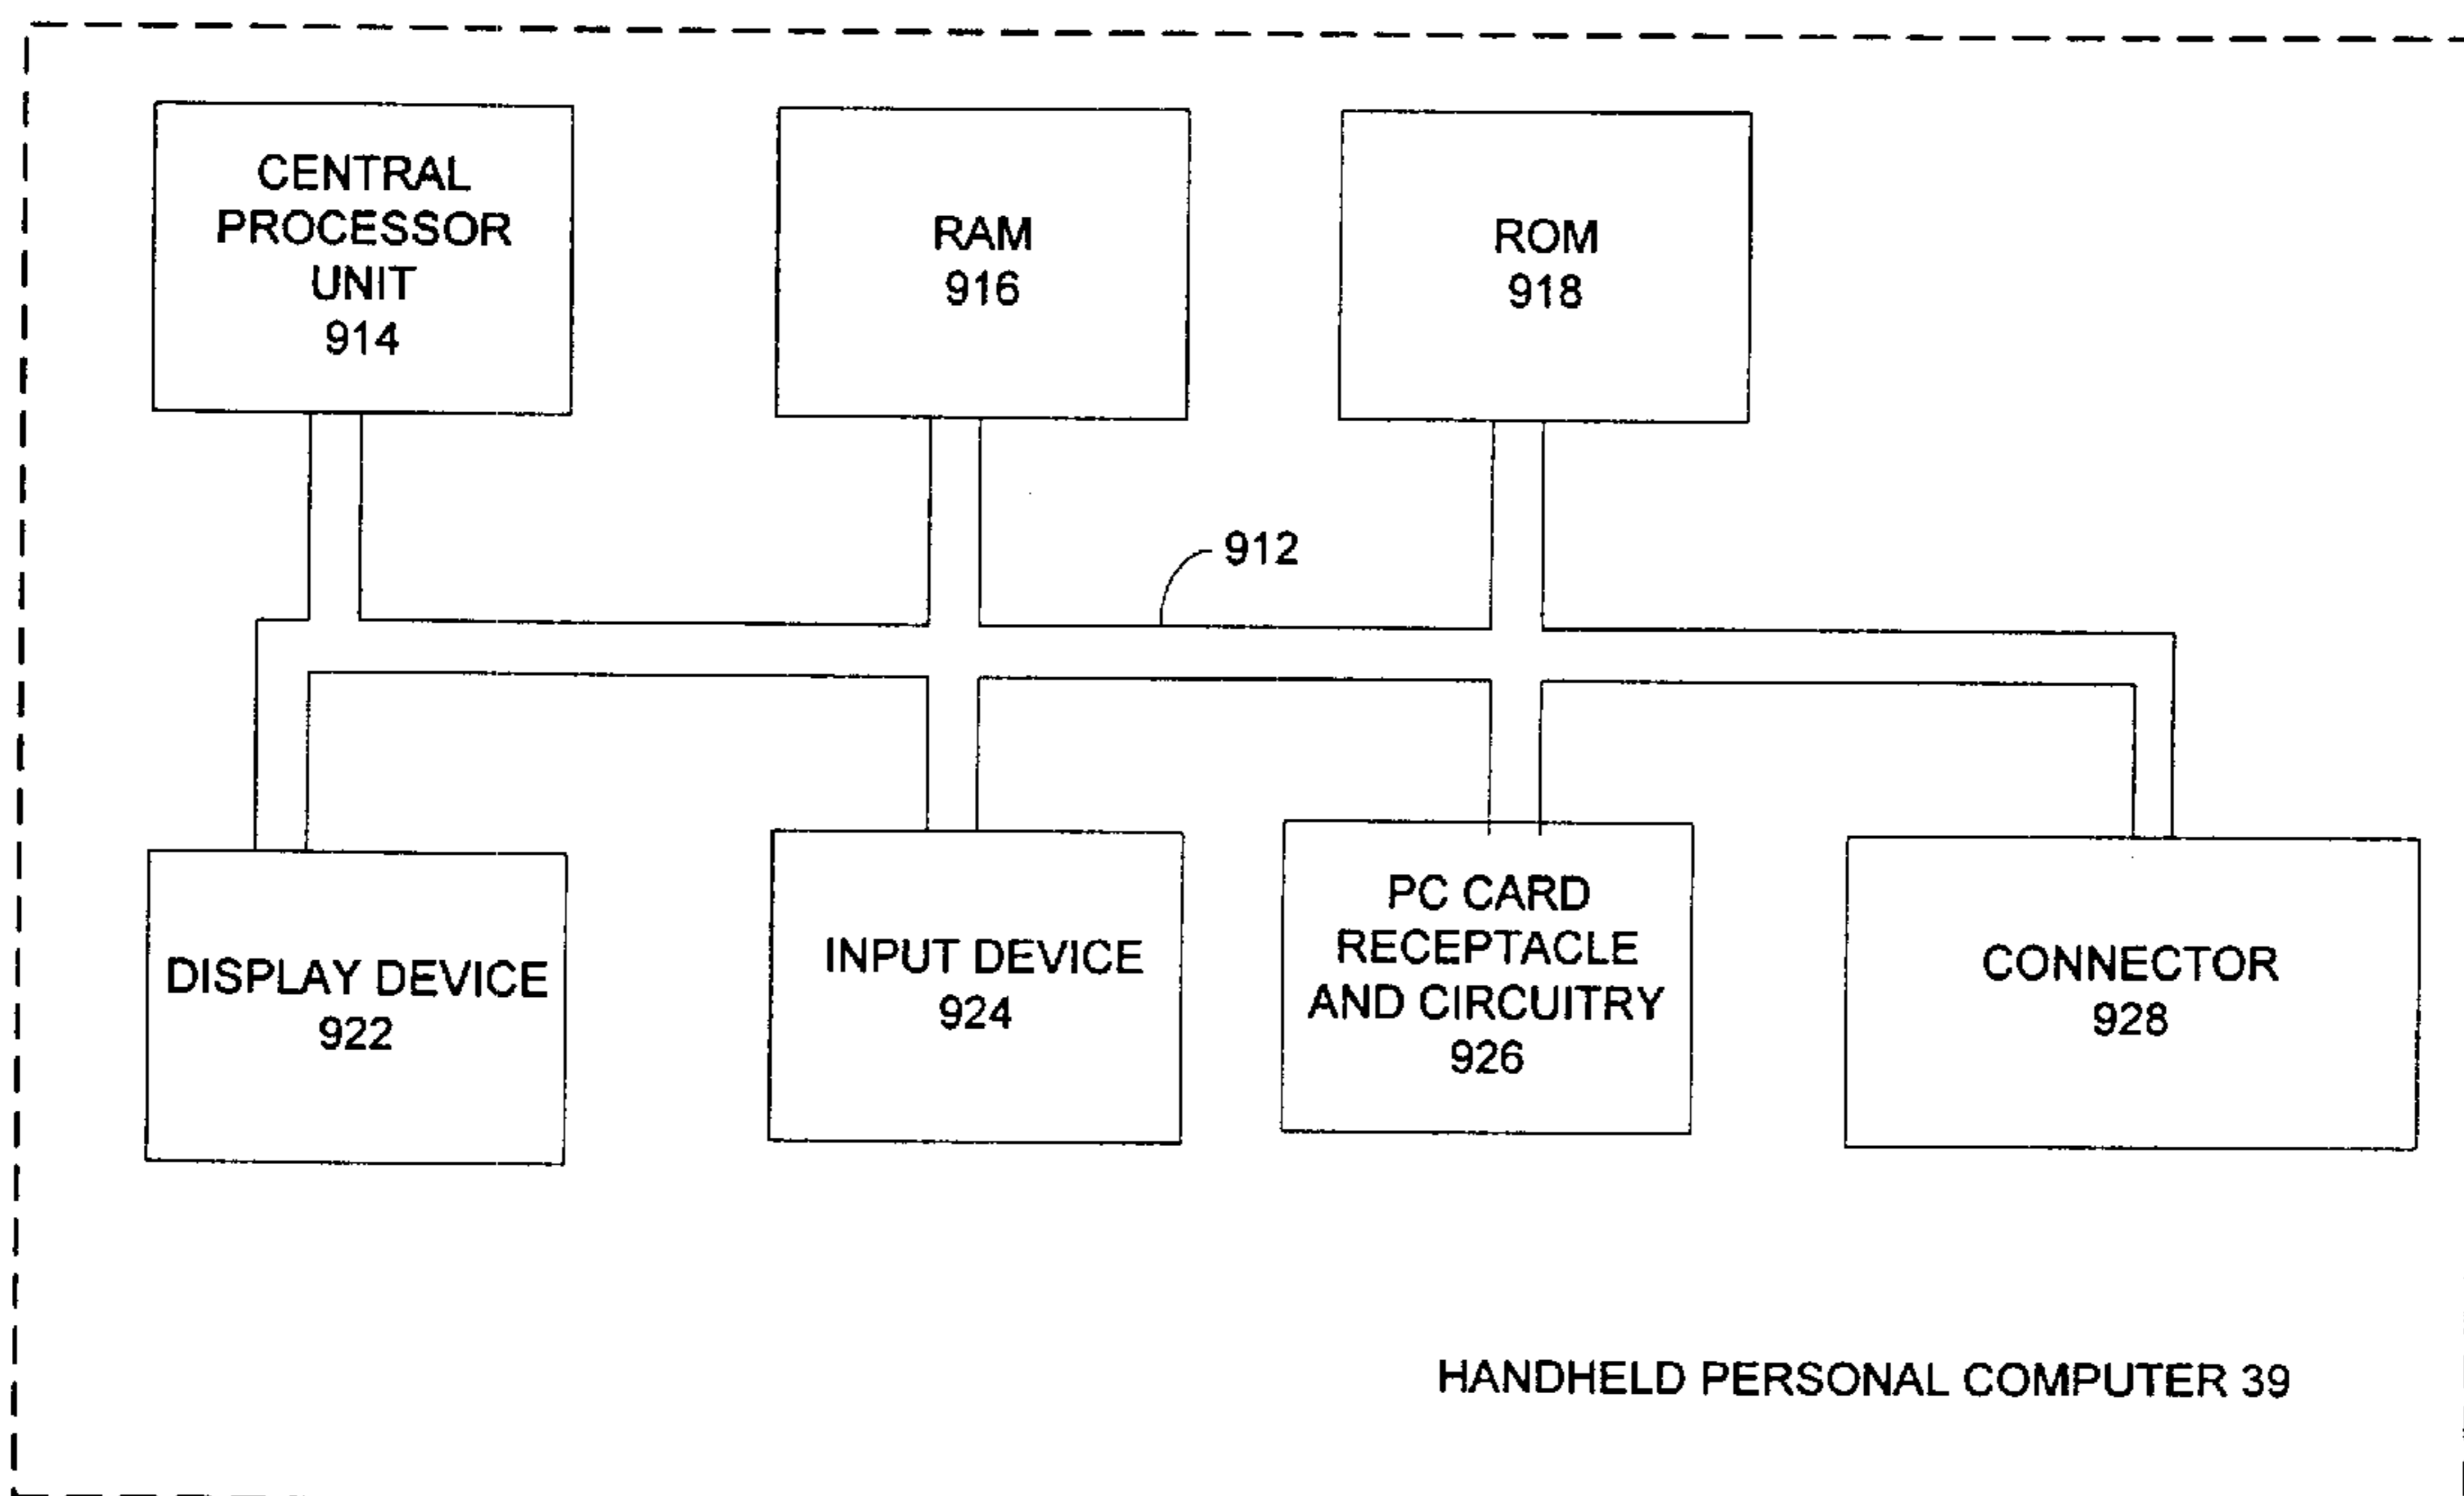 CENTRAL
PROCESSOR
UNIT
914
RAM
916
ROM
918
912
DISPLAY DEVICE
922
INPUT DEVICE
924
PC CARD
RECEPTACLE
AND CIRCUITRY
926
CONNECTOR
928
HANDHELD PERSONAL COMPUTER 39